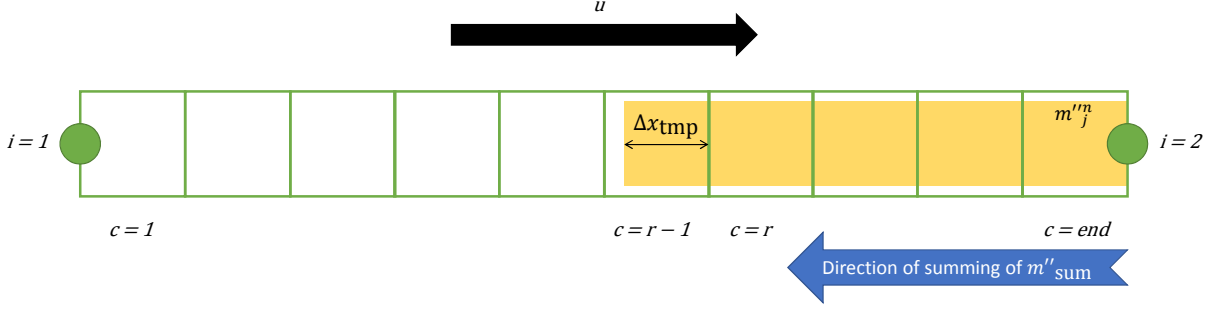 u
Δx_tmp
m''^n_j
i = 1
i = 2
c = 1
c = r − 1
c = r
c = end
Direction of summing of m''_sum